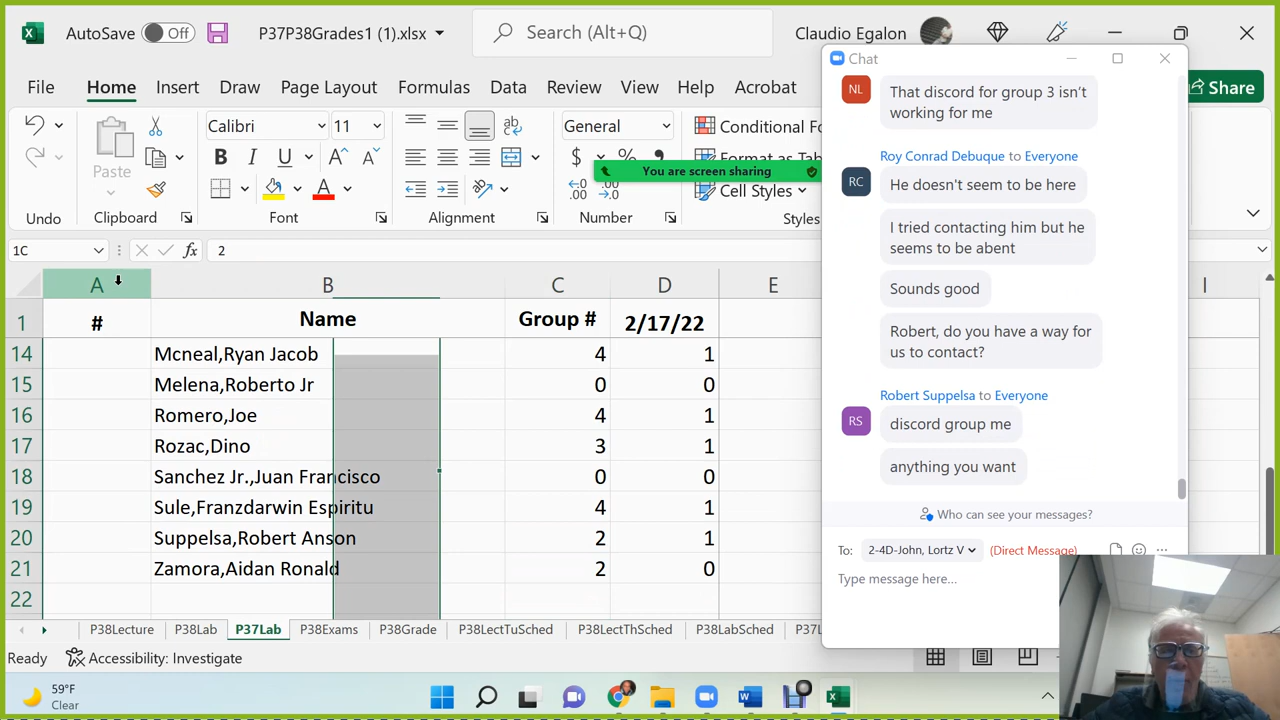 AutoSave Off P37P38Grades1 (1).xlsx Search (Alt+Q) Claudio Egalon
File Home Insert Draw Page Layout Formulas Data Review View Help Acrobat Share
Calibri 11 General Conditional Fo
Paste B I U A A A $ % , Format as Tab
You are screen sharing
Cell Styles
Undo Clipboard Font Alignment Number Styles
1C fx 2
A B C D E I
1 # Name Group # 2/17/22
14 Mcneal,Ryan Jacob 4 1
15 Melena,Roberto Jr 0 0
16 Romero,Joe 4 1
17 Rozac,Dino 3 1
18 Sanchez Jr.,Juan Francisco 0 0
19 Sule,Franzdarwin Espiritu 4 1
20 Suppelsa,Robert Anson 2 1
21 Zamora,Aidan Ronald 2 0
22
P38Lecture P38Lab P37Lab P38Exams P38Grade P38LectTuSched P38LectThSched P38LabSched P37L
Ready Accessibility: Investigate
59°F
Clear
Chat
NL
That discord for group 3 isn't
working for me
Roy Conrad Debuque to Everyone
RC
He doesn't seem to be here
I tried contacting him but he
seems to be abent
Sounds good
Robert, do you have a way for
us to contact?
Robert Suppelsa to Everyone
RS
discord group me
anything you want
Who can see your messages?
To: 2-4D-John, Lortz V (Direct Message)
Type message here...